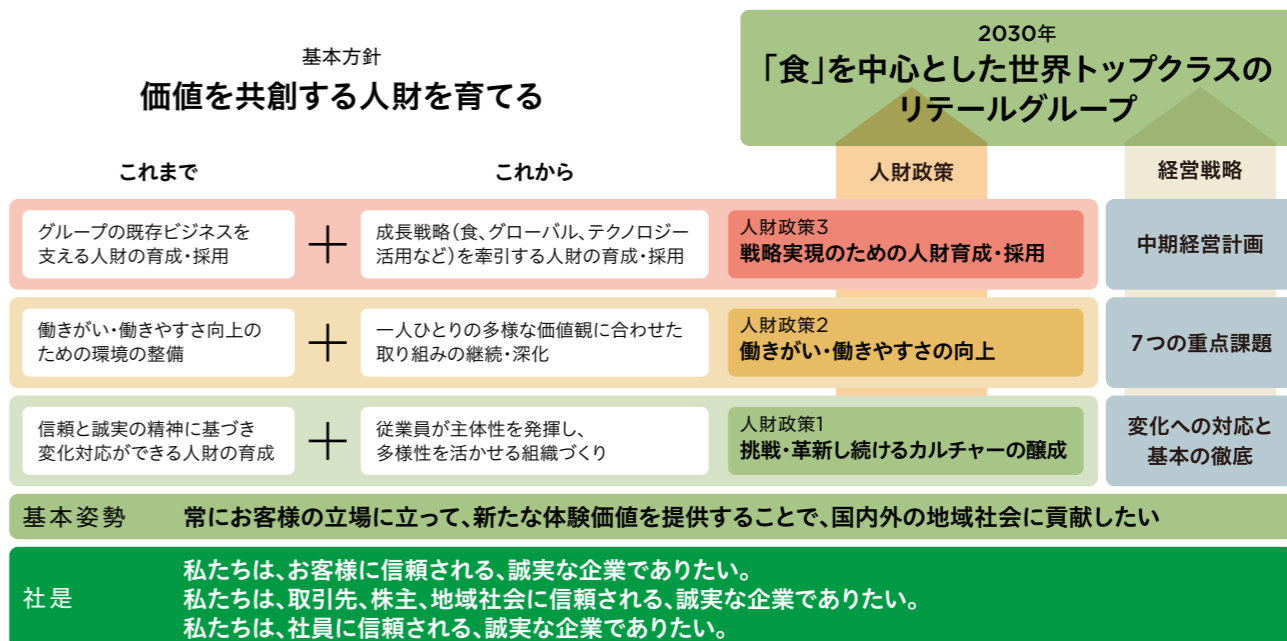 基本方針
価値を共創する人財を育てる
2030年
「食」を中心とした世界トップクラスの
リテールグループ
これまで
これから
人財政策
経営戦略
グループの既存ビジネスを
支える人財の育成・採用
＋
成長戦略（食、グローバル、テクノロジー
活用など）を牽引する人財の育成・採用
人財政策3
戦略実現のための人財育成・採用
中期経営計画
働きがい・働きやすさ向上の
ための環境の整備
＋
一人ひとりの多様な価値観に合わせた
取り組みの継続・深化
人財政策2
働きがい・働きやすさの向上
7つの重点課題
信頼と誠実の精神に基づき
変化対応ができる人財の育成
＋
従業員が主体性を発揮し、
多様性を活かせる組織づくり
人財政策1
挑戦・革新し続けるカルチャーの醸成
変化への対応と
基本の徹底
基本姿勢 常にお客様の立場に立って、新たな体験価値を提供することで、国内外の地域社会に貢献したい
社是
私たちは、お客様に信頼される、誠実な企業でありたい。
私たちは、取引先、株主、地域社会に信頼される、誠実な企業でありたい。
私たちは、社員に信頼される、誠実な企業でありたい。